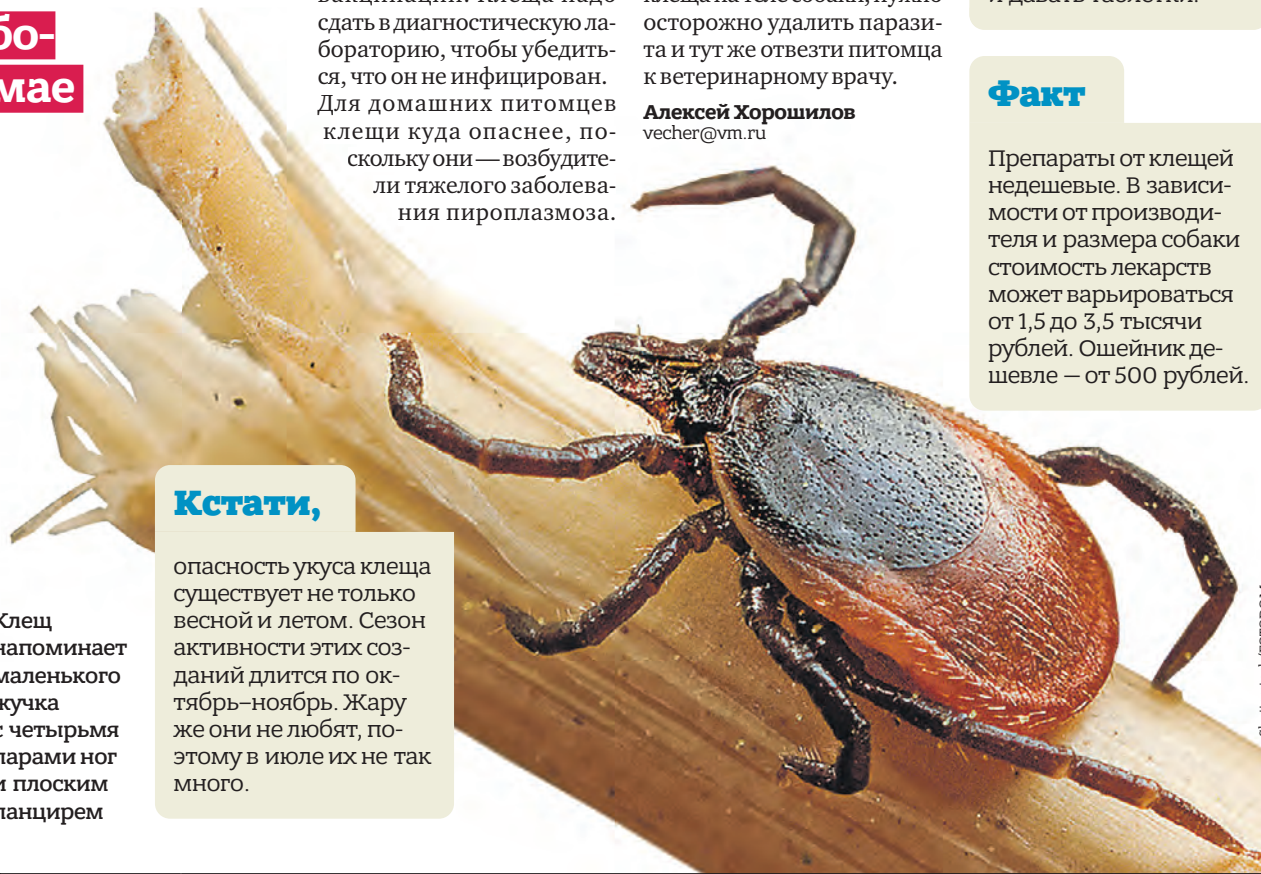 бо-
мае
сдать в диагностическую ла-
бораторию, чтобы убедить-
ся, что он не инфицирован.
Для домашних питомцев
клещи куда опаснее, по-
скольку они — возбудите-
ли тяжелого заболева-
ния пироплазмоза.
осторожно удалить парази-
та и тут же отвезти питомца
к ветеринарному врачу.
Алексей Хорошилов
vecher@vm.ru
Факт
Препараты от клещей
недешевые. В зависи-
мости от производи-
теля и размера собаки
стоимость лекарств
может варьироваться
от 1,5 до 3,5 тысячи
рублей. Ошейник де-
шевле — от 500 рублей.
Кстати,
опасность укуса клеща
существует не только
весной и летом. Сезон
активности этих соз-
даний длится по ок-
тябрь–ноябрь. Жару
же они не любят, по-
этому в июле их не так
много.
Клещ
напоминает
маленького
жучка
с четырьмя
парами ног
и плоским
панцирем